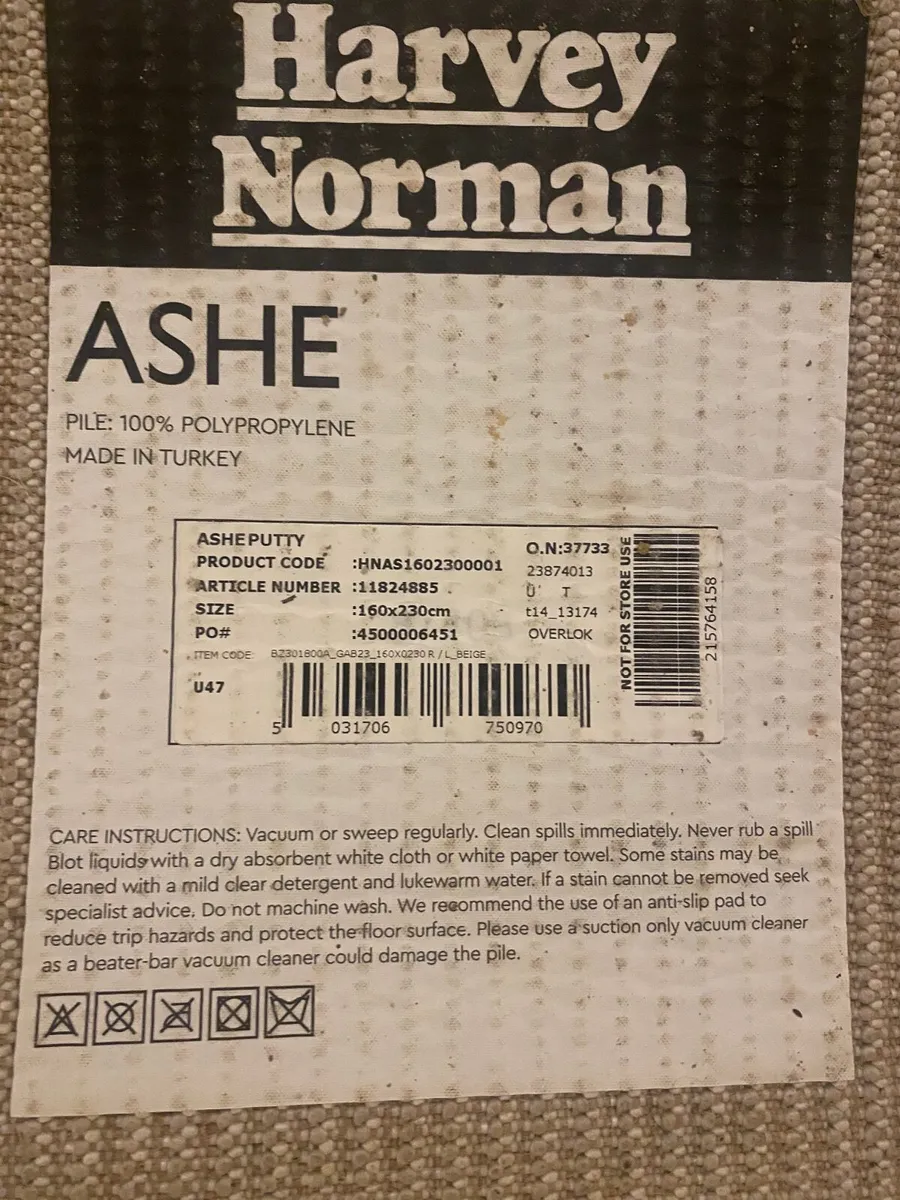 Harvey
Norman
ASHE
PILE: 100% POLYPROPYLENE
MADE IN TURKEY
ASHE PUTTY
PRODUCT CODE :HNAS1602300001
ARTICLE NUMBER :11824885
SIZE :160x230cm
PO# :4500006451
ITEM CODE: BZ301800A_GAB23_160X0230 R / L_BEIGE
U47
5 031706 750970
O.N:37733
23874013
Ü T
t14_13174
OVERLOK
NOT FOR STORE USE
215764158
CARE INSTRUCTIONS: Vacuum or sweep regularly. Clean spills immediately. Never rub a spill
Blot liquids with a dry absorbent white cloth or white paper towel. Some stains may be
cleaned with a mild clear detergent and lukewarm water. If a stain cannot be removed seek
specialist advice. Do not machine wash. We recommend the use of an anti-slip pad to
reduce trip hazards and protect the floor surface. Please use a suction only vacuum cleaner
as a beater-bar vacuum cleaner could damage the pile.